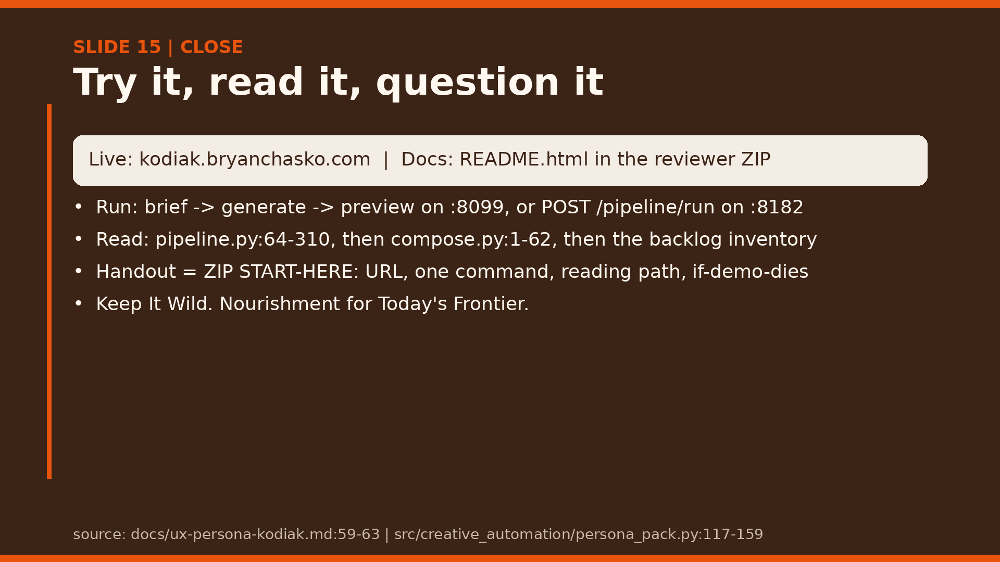 SLIDE 15 | CLOSE
Try it, read it, question it
Live: kodiak.bryanchasko.com | Docs: README.html in the reviewer ZIP
• Run: brief -> generate -> preview on :8099, or POST /pipeline/run on :8182
• Read: pipeline.py:64-310, then compose.py:1-62, then the backlog inventory
• Handout = ZIP START-HERE: URL, one command, reading path, if-demo-dies
• Keep It Wild. Nourishment for Today's Frontier.
source: docs/ux-persona-kodiak.md:59-63 | src/creative_automation/persona_pack.py:117-159